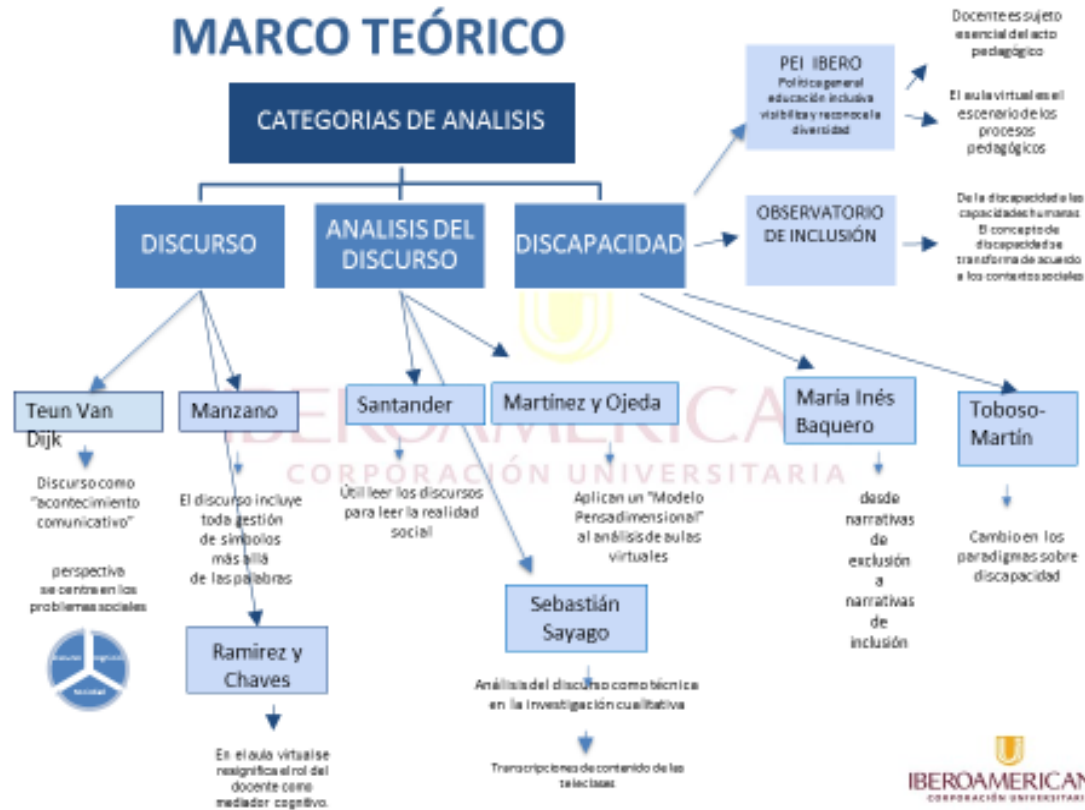 MARCO TEÓRICO
CATEGORIAS DE ANALISIS
DISCURSO
ANALISIS DEL
DISCURSO
DISCAPACIDAD
PEI IBERO
Política general
educación inclusiva
visibiliza y reconoce la
diversidad
Docente es sujeto
esencial del acto
pedagógico
El aula virtual es el
escenario de los
procesos
pedagógicos
OBSERVATORIO
DE INCLUSIÓN
De la discapacidad a las
capacidades humanas.
El concepto de
discapacidad se
transforma de acuerdo
a los contextos sociales
Teun Van
Dijk
Discurso como
"acontecimiento
comunicativo"
perspectiva
se centra en los
problemas sociales
Discurso
Cognición
Sociedad
Manzano
El discurso incluye
toda gestión
de símbolos
más allá
de las palabras
Ramirez y
Chaves
En el aula virtual se
resignifica el rol del
docente como
mediador cognitivo.
Santander
Útil leer los discursos
para leer la realidad
social
Martínez y Ojeda
Aplican un "Modelo
Pensadimensional"
al análisis de aulas
virtuales
Sebastián
Sayago
Análisis del discurso como técnica
en la investigación cualitativa
Transcripciones de contenido de las
teleclases
María Inés
Baquero
desde
narrativas
de
exclusión
a
narrativas
de
inclusión
Toboso-
Martín
Cambio en los
paradigmas sobre
discapacidad
IBEROAMERICANA
CORPORACIÓN UNIVERSITARIA
IBEROAMERICAN
CORPORACIÓN UNIVERSITARI